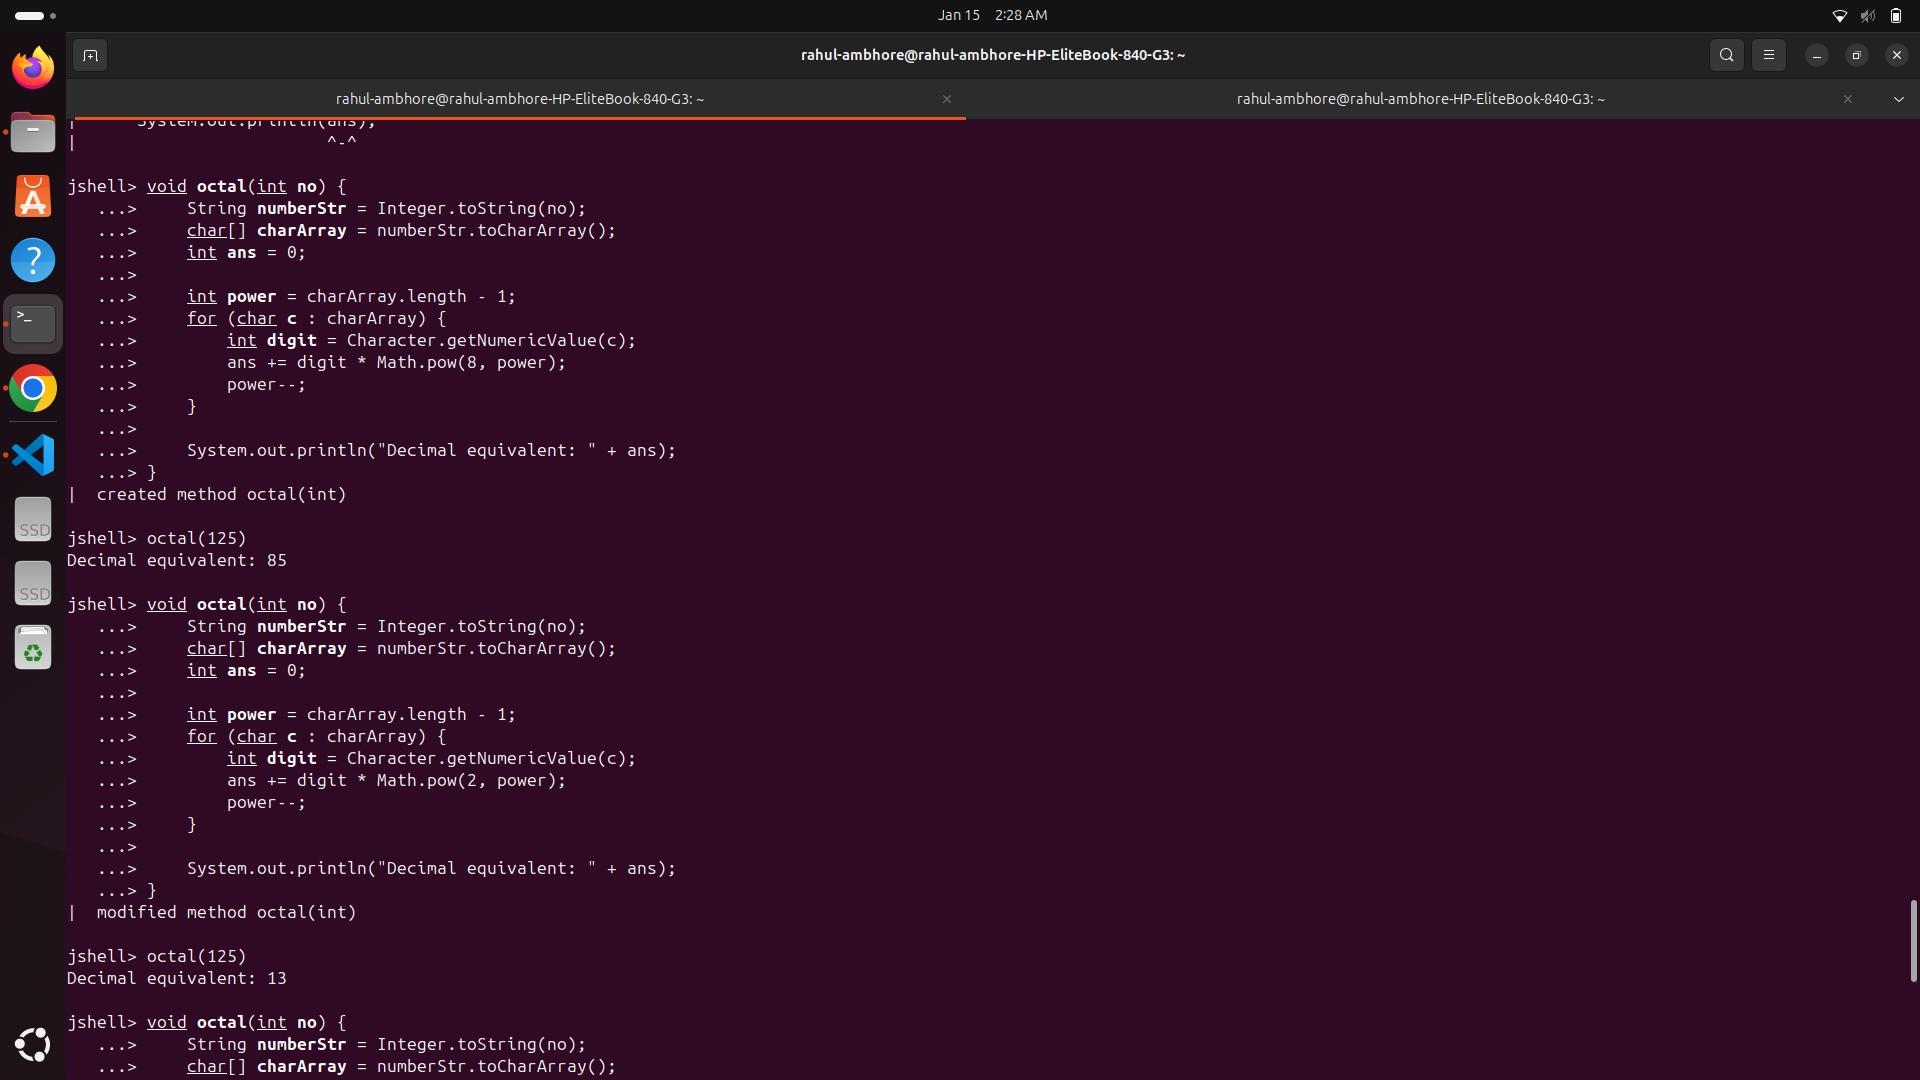 Jan 15 2:28 AM
rahul-ambhore@rahul-ambhore-HP-EliteBook-840-G3: ~
rahul-ambhore@rahul-ambhore-HP-EliteBook-840-G3: ~
rahul-ambhore@rahul-ambhore-HP-EliteBook-840-G3: ~
|      System.out.println(ans);
|                         ^-^
jshell> void octal(int no) {
   ...>     String numberStr = Integer.toString(no);
   ...>     char[] charArray = numberStr.toCharArray();
   ...>     int ans = 0;
   ...>
   ...>     int power = charArray.length - 1;
   ...>     for (char c : charArray) {
   ...>         int digit = Character.getNumericValue(c);
   ...>         ans += digit * Math.pow(8, power);
   ...>         power--;
   ...>     }
   ...>
   ...>     System.out.println("Decimal equivalent: " + ans);
   ...> }
|  created method octal(int)
jshell> octal(125)
Decimal equivalent: 85
jshell> void octal(int no) {
   ...>     String numberStr = Integer.toString(no);
   ...>     char[] charArray = numberStr.toCharArray();
   ...>     int ans = 0;
   ...>
   ...>     int power = charArray.length - 1;
   ...>     for (char c : charArray) {
   ...>         int digit = Character.getNumericValue(c);
   ...>         ans += digit * Math.pow(2, power);
   ...>         power--;
   ...>     }
   ...>
   ...>     System.out.println("Decimal equivalent: " + ans);
   ...> }
|  modified method octal(int)
jshell> octal(125)
Decimal equivalent: 13
jshell> void octal(int no) {
   ...>     String numberStr = Integer.toString(no);
   ...>     char[] charArray = numberStr.toCharArray();
>_
SSD
SSD